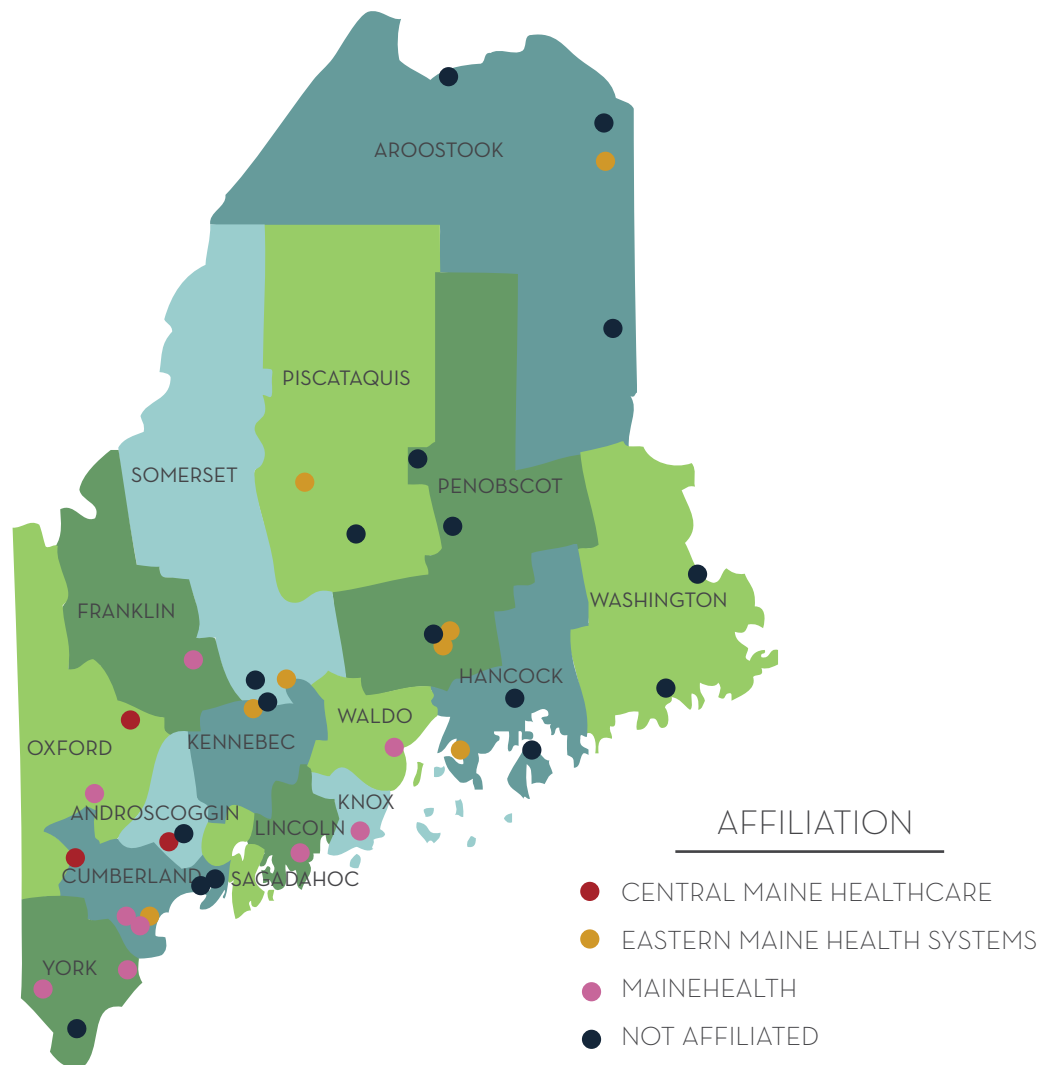 AROOSTOOK
PISCATAQUIS
SOMERSET
PENOBSCOT
FRANKLIN
WASHINGTON
HANCOCK
WALDO
KENNEBEC
OXFORD
KNOX
ANDROSCOGGIN
LINCOLN
CUMBERLAND
SAGADAHOC
YORK
AFFILIATION
CENTRAL MAINE HEALTHCARE
EASTERN MAINE HEALTH SYSTEMS
MAINEHEALTH
NOT AFFILIATED